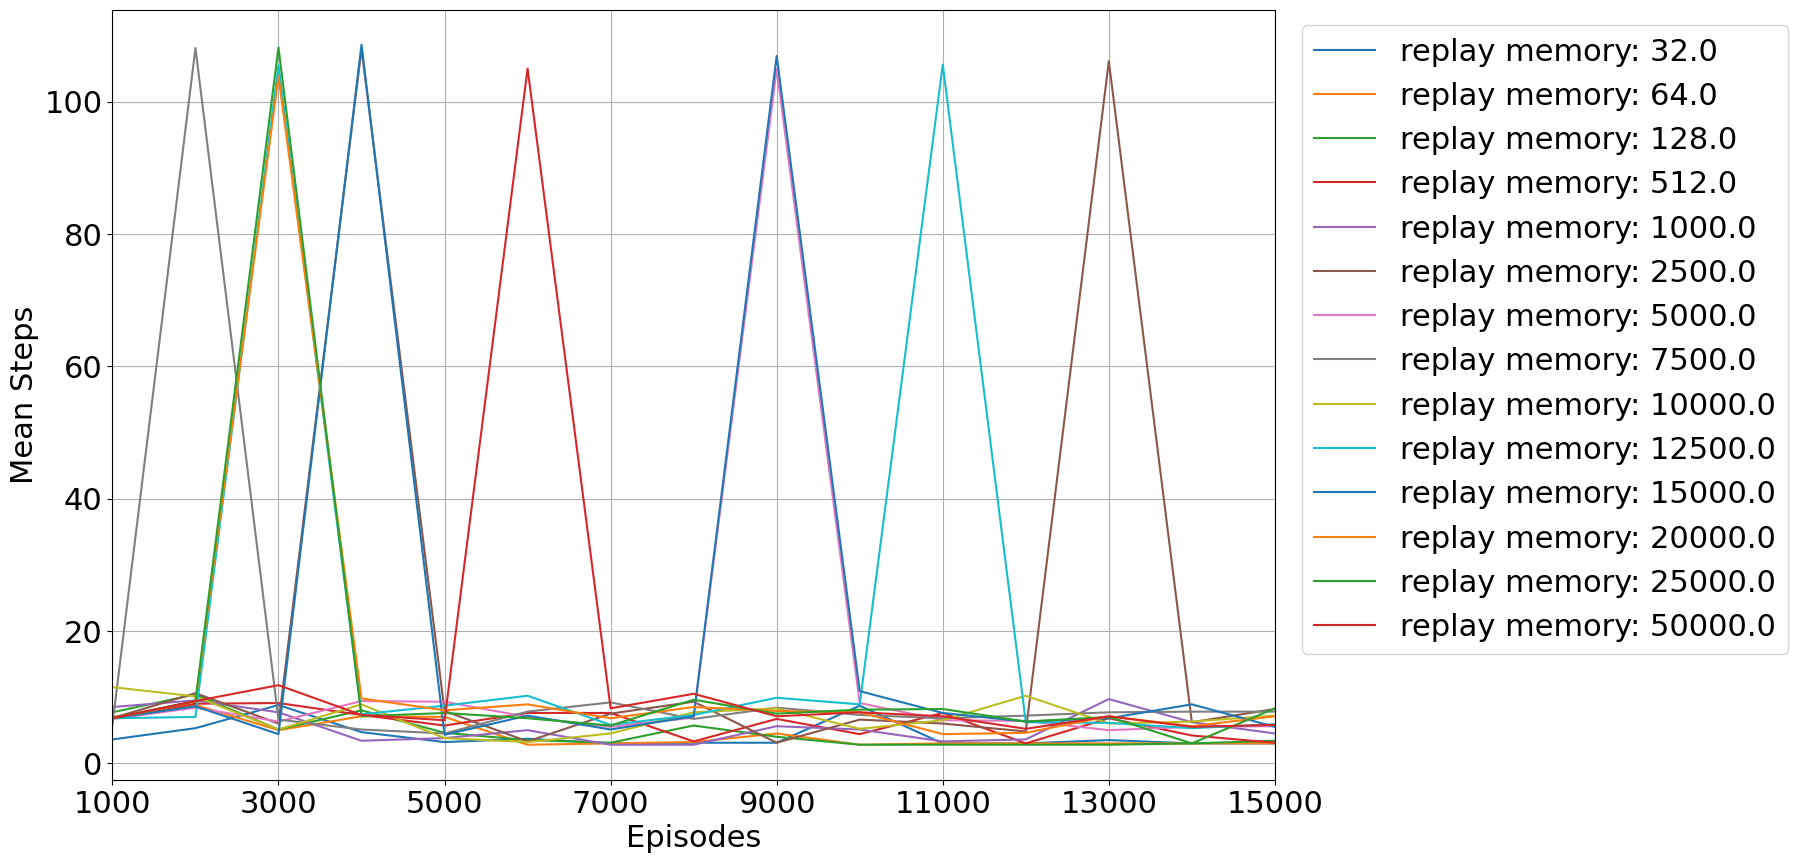 100
80
60
40
20
0
Mean Steps
1000 3000 5000 7000 9000 11000 13000 15000
Episodes
replay memory: 32.0
replay memory: 64.0
replay memory: 128.0
replay memory: 512.0
replay memory: 1000.0
replay memory: 2500.0
replay memory: 5000.0
replay memory: 7500.0
replay memory: 10000.0
replay memory: 12500.0
replay memory: 15000.0
replay memory: 20000.0
replay memory: 25000.0
replay memory: 50000.0